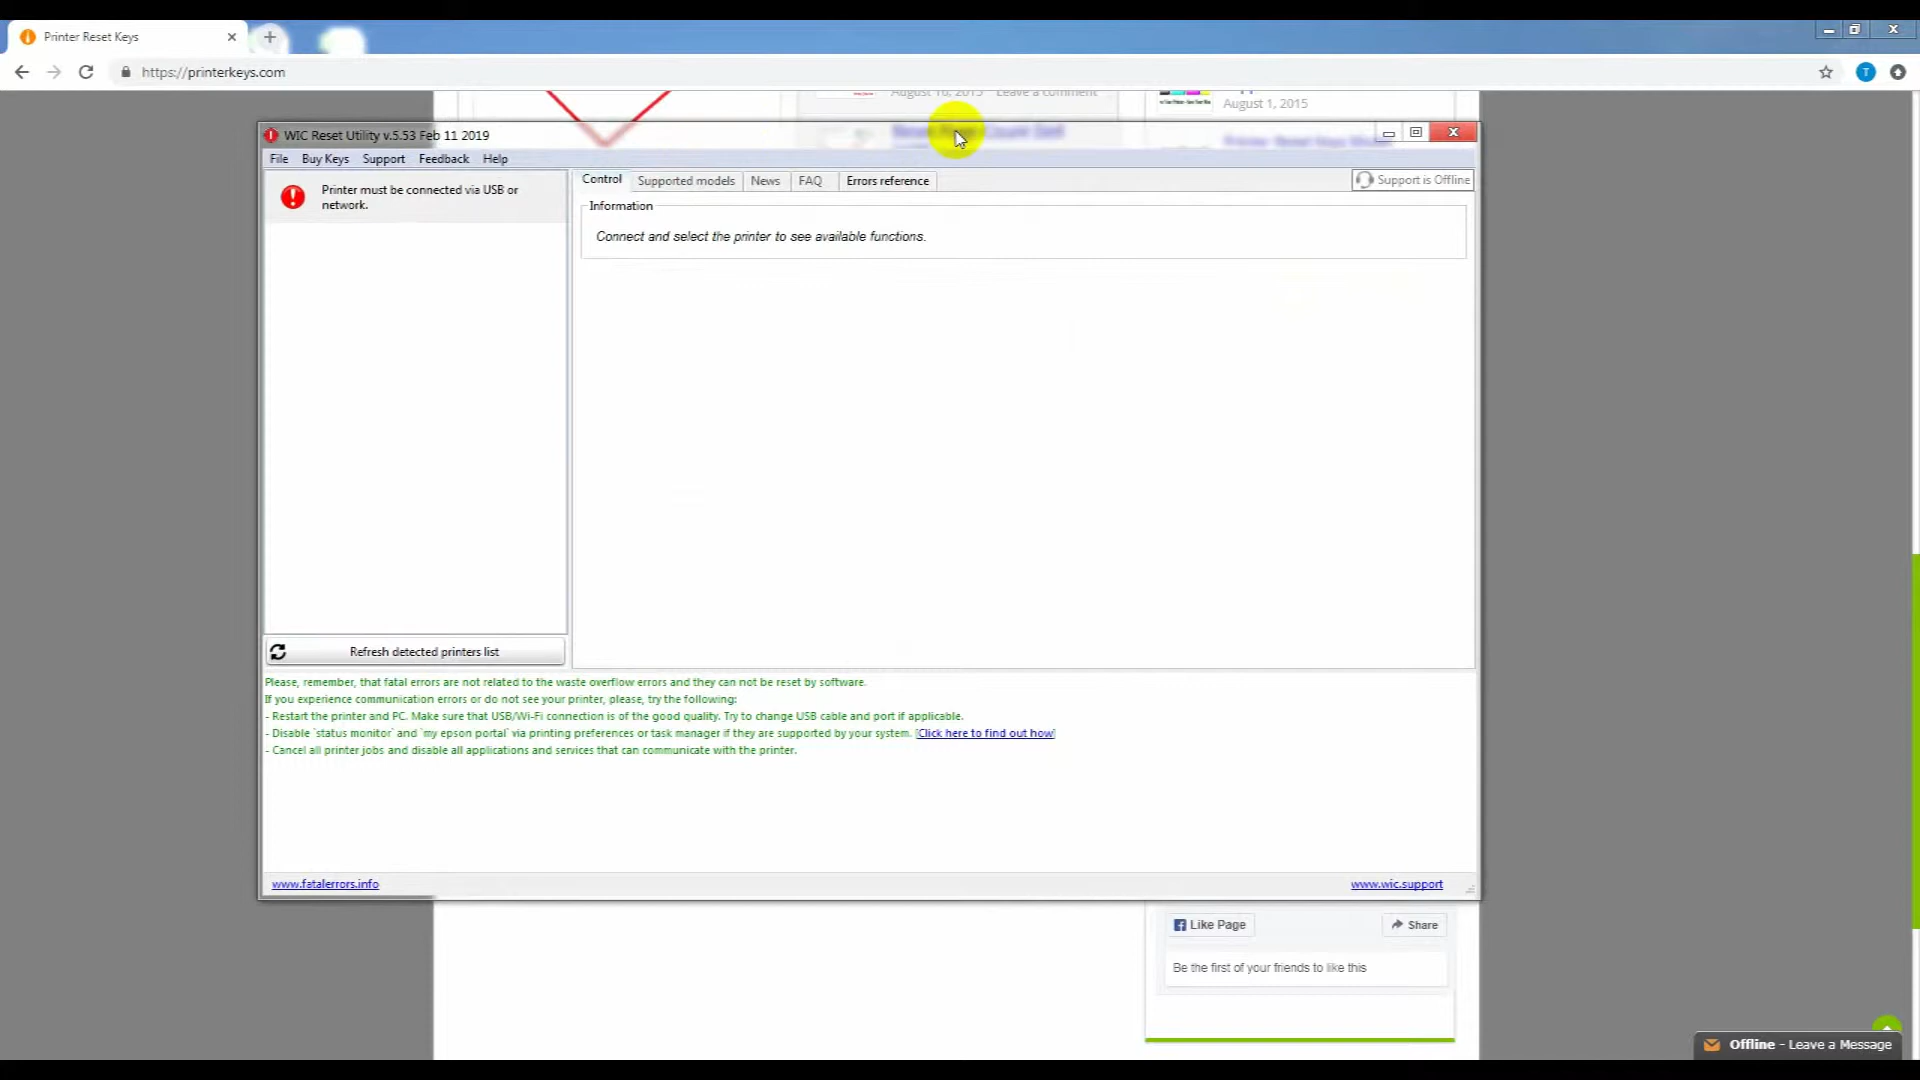 Printer Reset Keys
https://printerkeys.com
August 16, 2015 Leave a comment
August 1, 2015
WIC Reset Utility v.5.53 Feb 11 2019
File Buy Keys Support Feedback Help
Printer must be connected via USB or
network.
Control Supported models News FAQ Errors reference
Support is Offline
Information
Connect and select the printer to see available functions.
Refresh detected printers list
Please, remember, that fatal errors are not related to the waste overflow errors and they can not be reset by software.
If you experience communication errors or do not see your printer, please, try the following:
- Restart the printer and PC. Make sure that USB/Wi-Fi connection is of the good quality. Try to change USB cable and port if applicable.
- Disable `status monitor` and `my epson portal` via printing preferences or task manager if they are supported by your system. [Click here to find out how]
- Cancel all printer jobs and disable all applications and services that can communicate with the printer.
www.fatalerrors.info
www.wic.support
Like Page
Share
Be the first of your friends to like this
Offline - Leave a Message
T